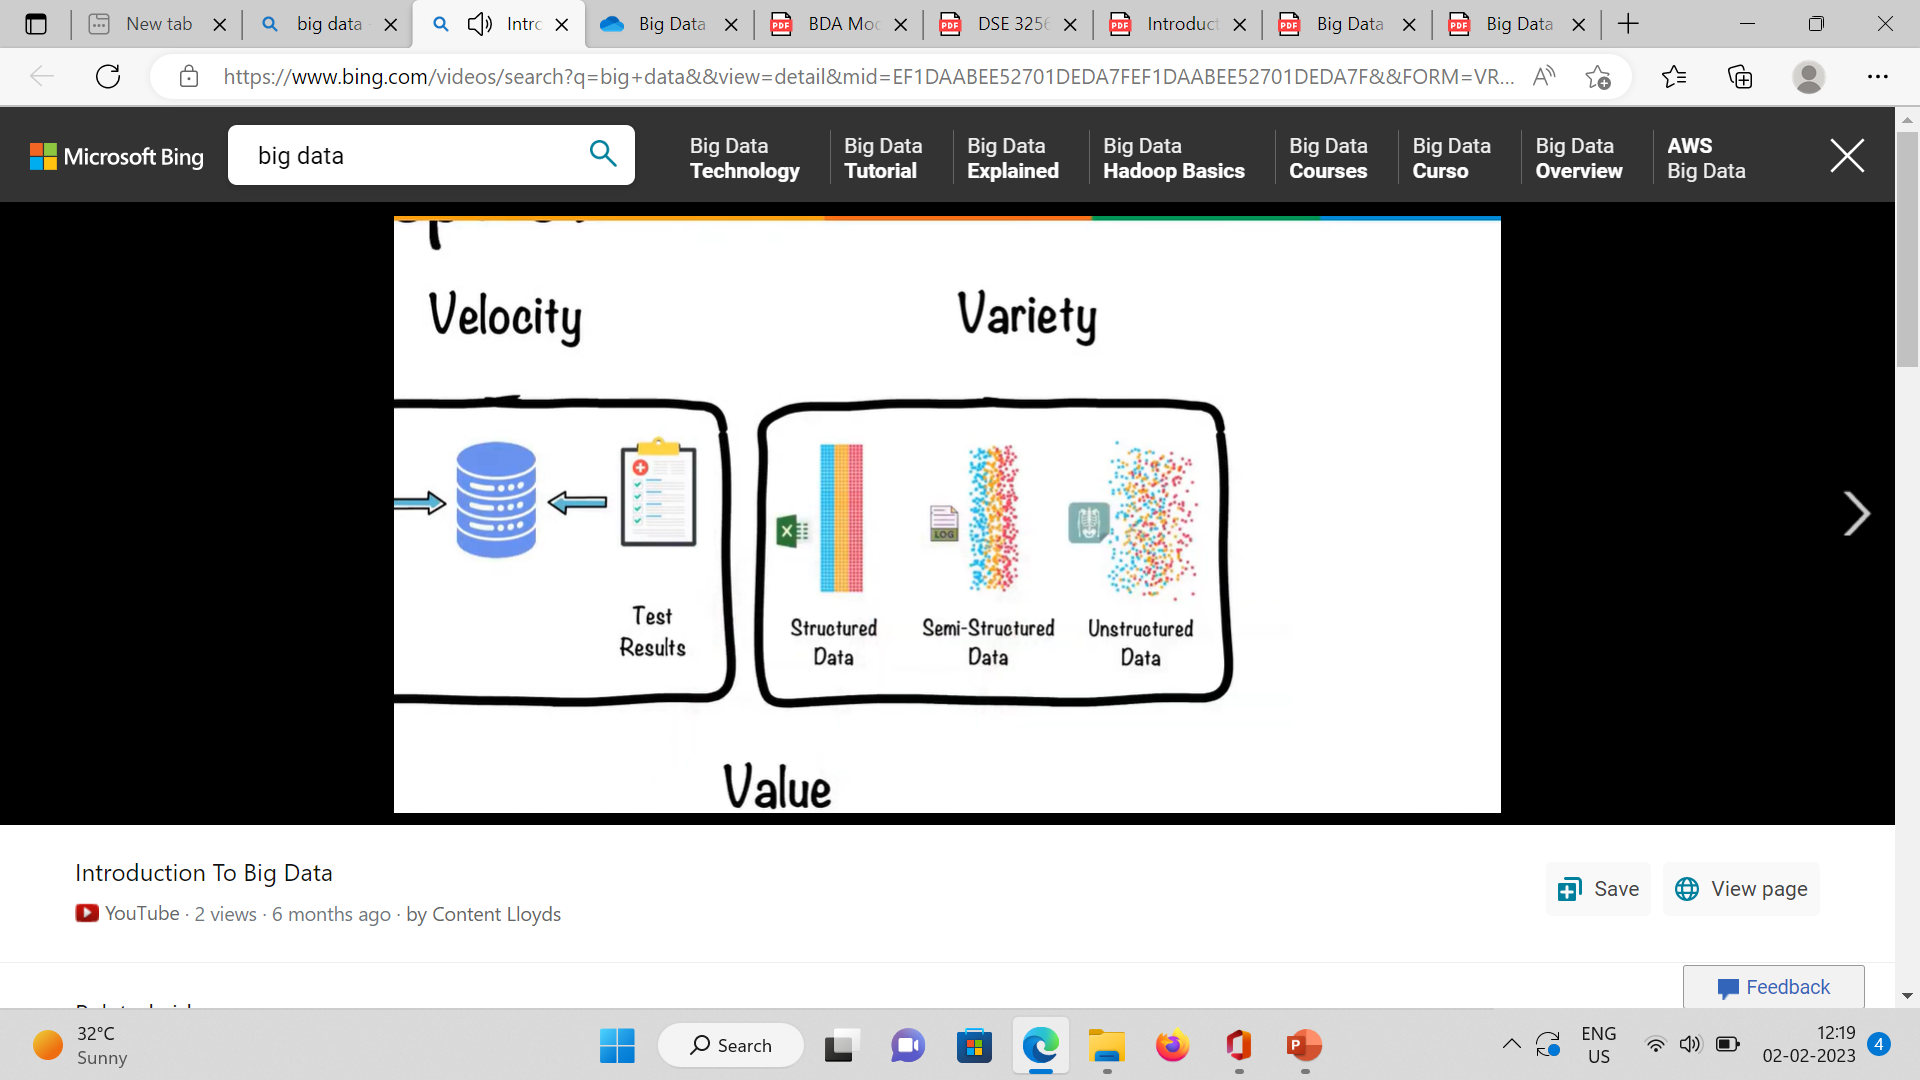 New tab
big data
Intro
Big Data
BDA Moc
DSE 3256
Introduct
Big Data
Big Data
https://www.bing.com/videos/search?q=big+data&&view=detail&mid=EF1DAABEE52701DEDA7FEF1DAABEE52701DEDA7F&&FORM=VR...
Microsoft Bing
big data
Big Data
Technology
Big Data
Tutorial
Big Data
Explained
Big Data
Hadoop Basics
Big Data
Courses
Big Data
Curso
Big Data
Overview
AWS
Big Data
Velocity
Variety
LOG
Test
Results
Structured
Data
Semi-Structured
Data
Unstructured
Data
Value
Introduction To Big Data
YouTube · 2 views · 6 months ago · by Content Lloyds
Save
View page
Feedback
32°C
Sunny
Search
ENG
US
12:19
02-02-2023
4